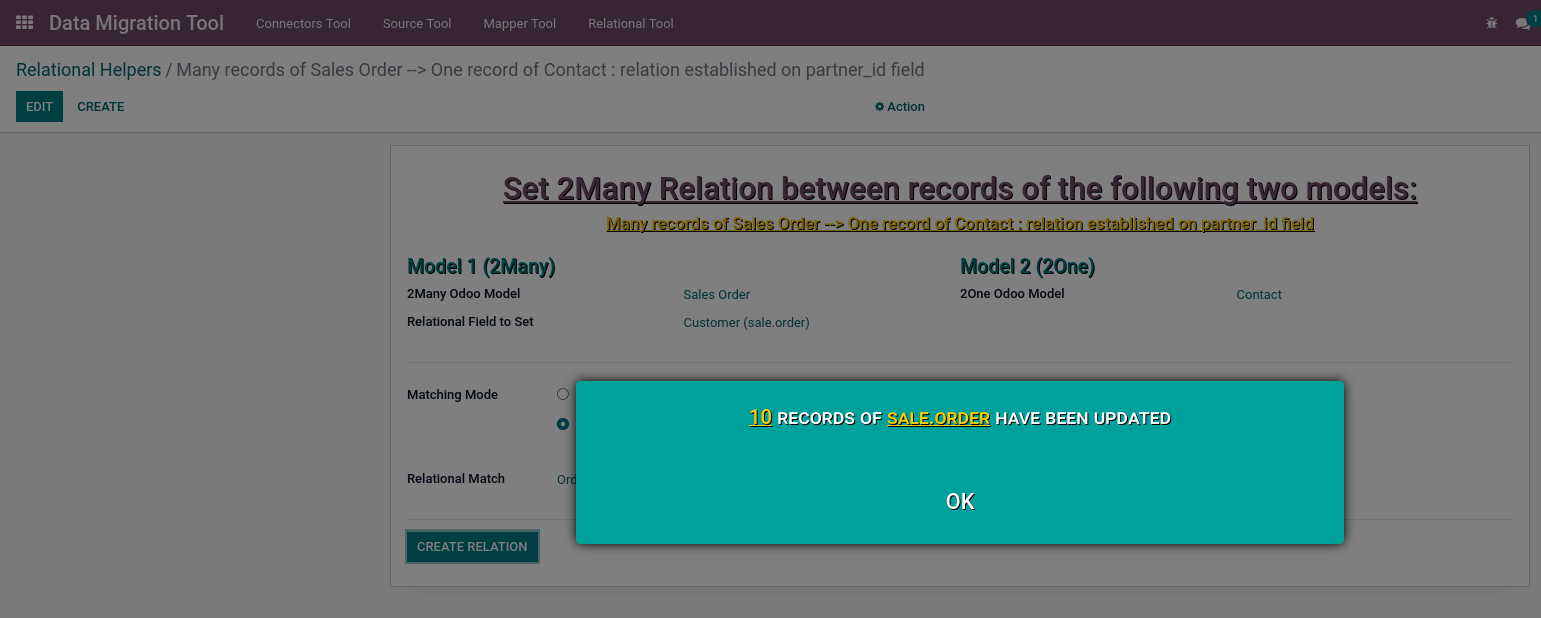 Data Migration Tool Connectors Tool Source Tool Mapper Tool Relational Tool 1
Relational Helpers / Many records of Sales Order --> One record of Contact : relation established on partner_id field
EDIT CREATE Action
Set 2Many Relation between records of the following two models:
Many records of Sales Order --> One record of Contact : relation established on partner_id field
Model 1 (2Many) Model 2 (2One)
2Many Odoo Model Sales Order 2One Odoo Model Contact
Relational Field to Set Customer (sale.order)
Matching Mode
10 RECORDS OF SALE.ORDER HAVE BEEN UPDATED
Relational Match
OK
CREATE RELATION